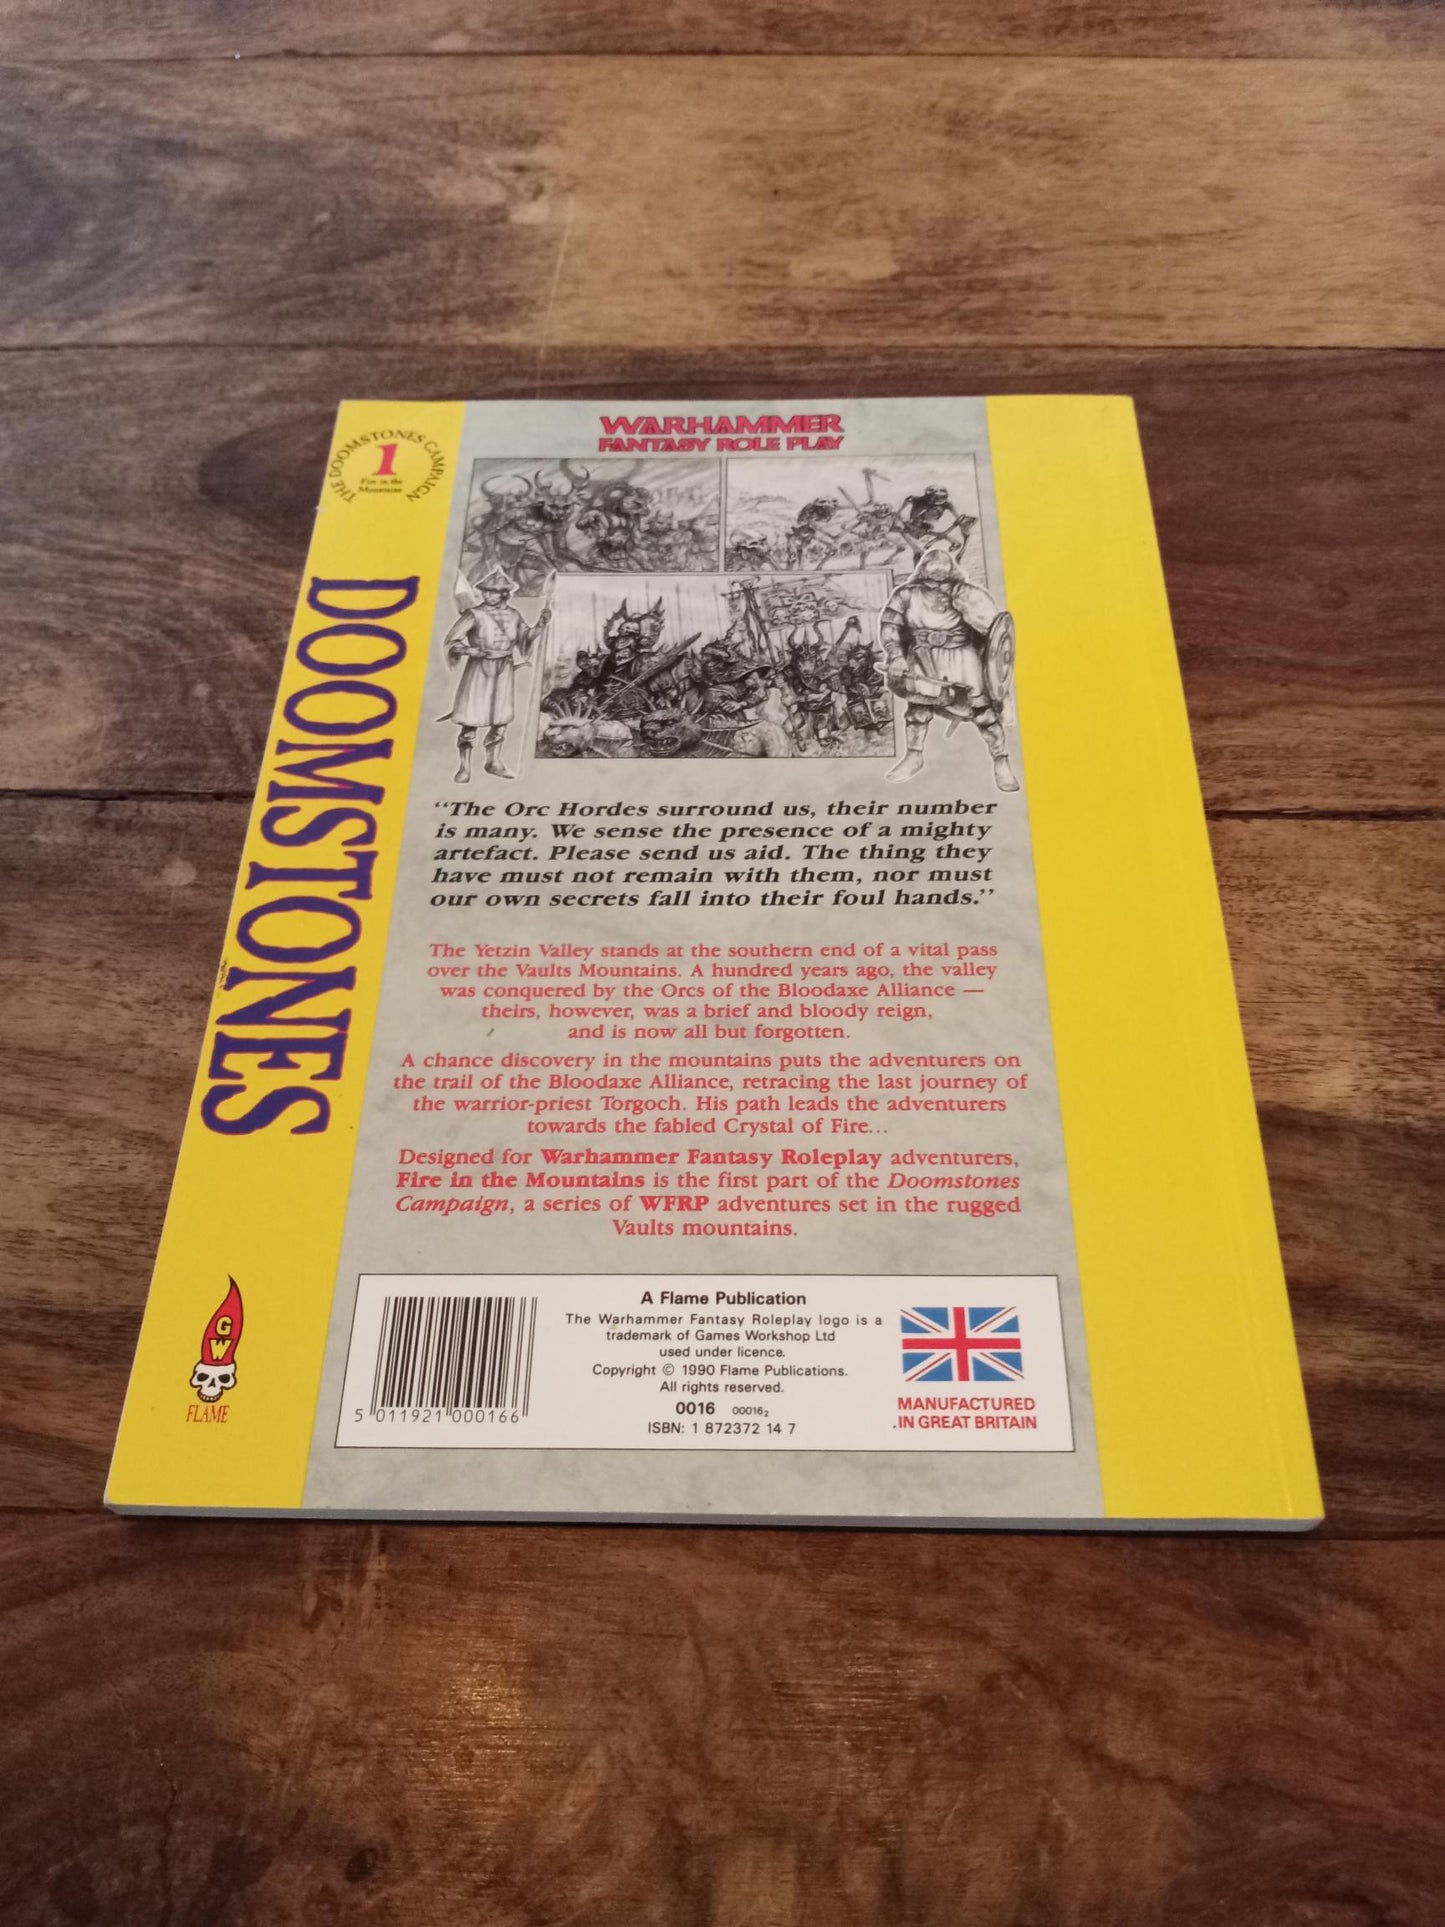 THE DOOMSTONES CAMPAIGN
1
Fire in the
Mountains
DOOMSTONES
GW
FLAME
WARHAMMER
FANTASY ROLE PLAY
“The Orc Hordes surround us, their number
is many. We sense the presence of a mighty
artefact. Please send us aid. The thing they
have must not remain with them, nor must
our own secrets fall into their foul hands.”
The Yetzin Valley stands at the southern end of a vital pass
over the Vaults Mountains. A hundred years ago, the valley
was conquered by the Orcs of the Bloodaxe Alliance —
theirs, however, was a brief and bloody reign,
and is now all but forgotten.
A chance discovery in the mountains puts the adventurers on
the trail of the Bloodaxe Alliance, retracing the last journey of
the warrior-priest Torgoch. His path leads the adventurers
towards the fabled Crystal of Fire...
Designed for Warhammer Fantasy Roleplay adventurers,
Fire in the Mountains is the first part of the Doomstones
Campaign, a series of WFRP adventures set in the rugged
Vaults mountains.
5 011921 000166
A Flame Publication
The Warhammer Fantasy Roleplay logo is a
trademark of Games Workshop Ltd
used under licence.
Copyright © 1990 Flame Publications.
All rights reserved.
0016 000162
ISBN: 1 872372 14 7
MANUFACTURED
IN GREAT BRITAIN